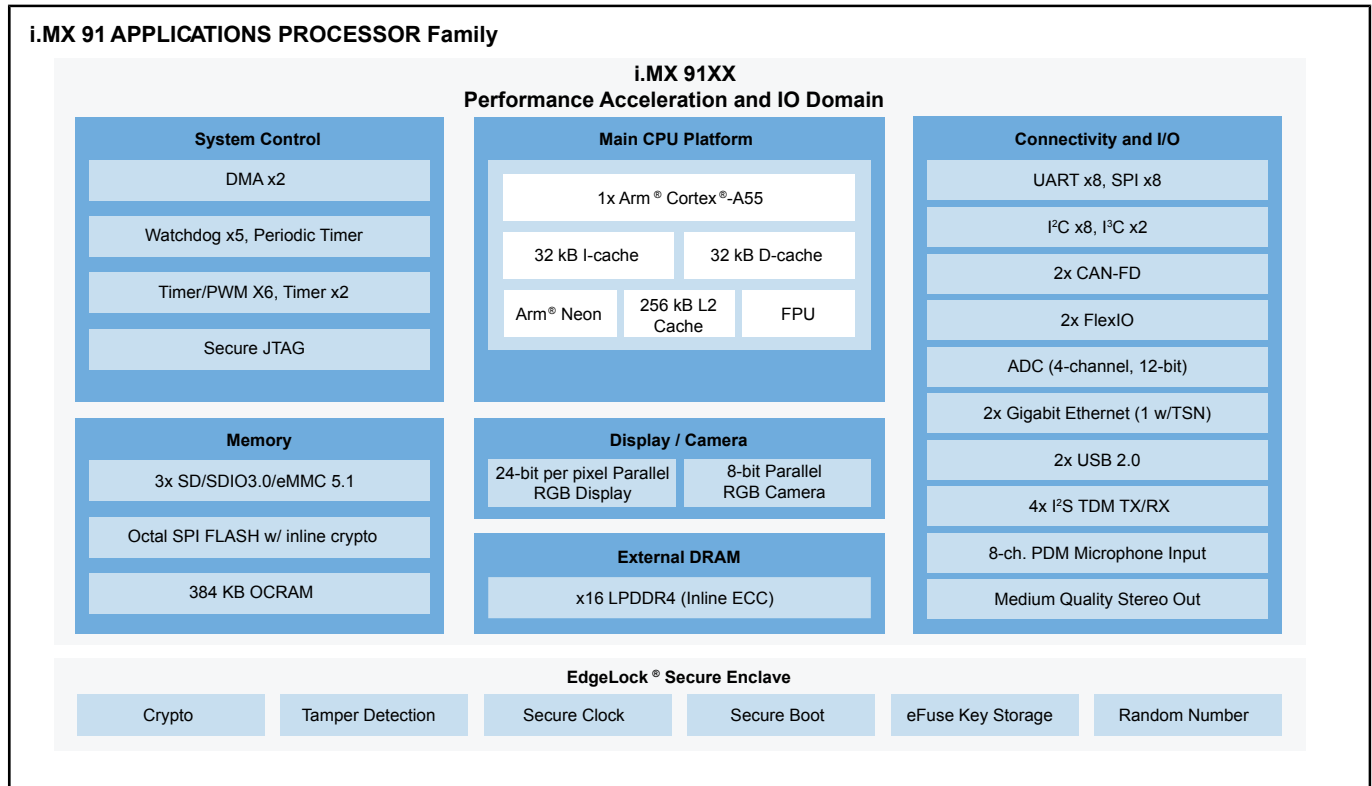 i.MX 91 APPLICATIONS PROCESSOR Family
i.MX 91XX
Performance Acceleration and IO Domain
System Control
DMA x2
Watchdog x5, Periodic Timer
Timer/PWM X6, Timer x2
Secure JTAG
Main CPU Platform
1x Arm® Cortex®-A55
32 kB I-cache
32 kB D-cache
Arm® Neon
256 kB L2
Cache
FPU
Connectivity and I/O
UART x8, SPI x8
I²C x8, I³C x2
2x CAN-FD
2x FlexIO
ADC (4-channel, 12-bit)
2x Gigabit Ethernet (1 w/TSN)
2x USB 2.0
4x I²S TDM TX/RX
8-ch. PDM Microphone Input
Medium Quality Stereo Out
Memory
3x SD/SDIO3.0/eMMC 5.1
Octal SPI FLASH w/ inline crypto
384 KB OCRAM
Display / Camera
24-bit per pixel Parallel
RGB Display
8-bit Parallel
RGB Camera
External DRAM
x16 LPDDR4 (Inline ECC)
EdgeLock® Secure Enclave
Crypto
Tamper Detection
Secure Clock
Secure Boot
eFuse Key Storage
Random Number